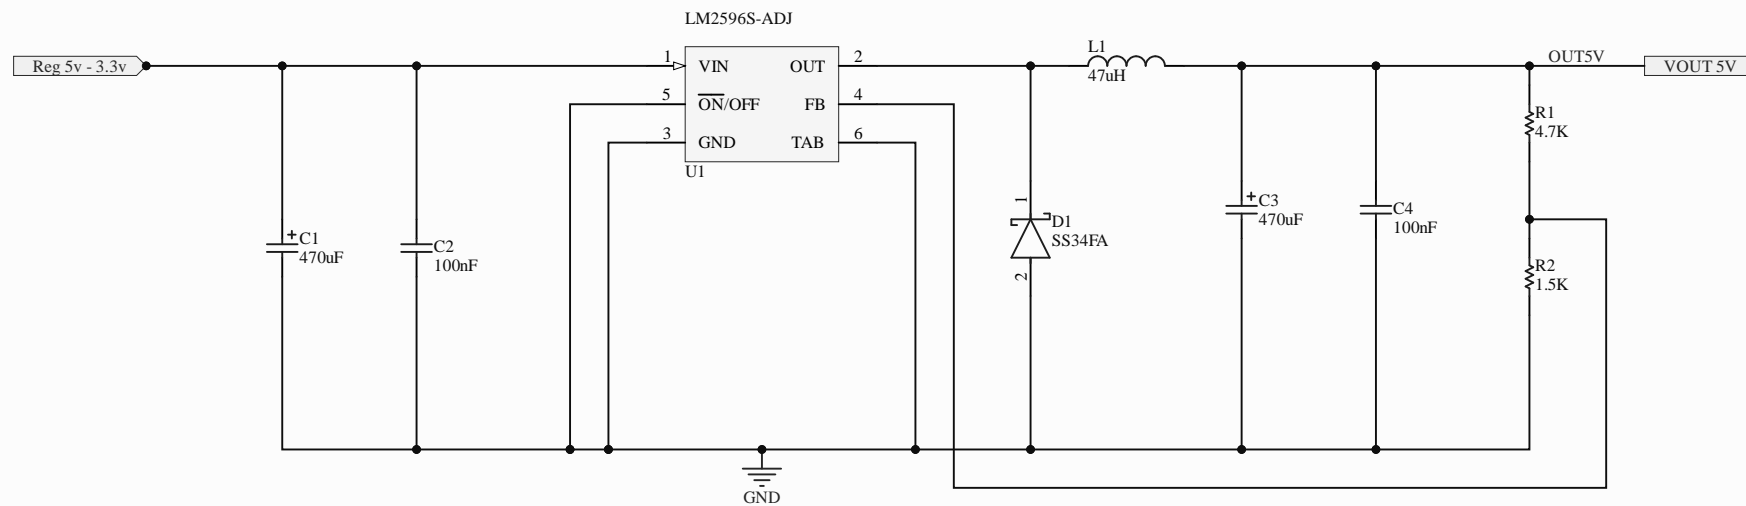 LM2596S-ADJ
Reg 5v - 3.3v
1
VIN
OUT
2
L1
47uH
OUT5V
VOUT 5V
5
ON/OFF
FB
4
3
GND
TAB
6
U1
R1
4.7K
1
D1
SS34FA
2
C3
470uF
C4
100nF
C1
470uF
C2
100nF
R2
1.5K
GND